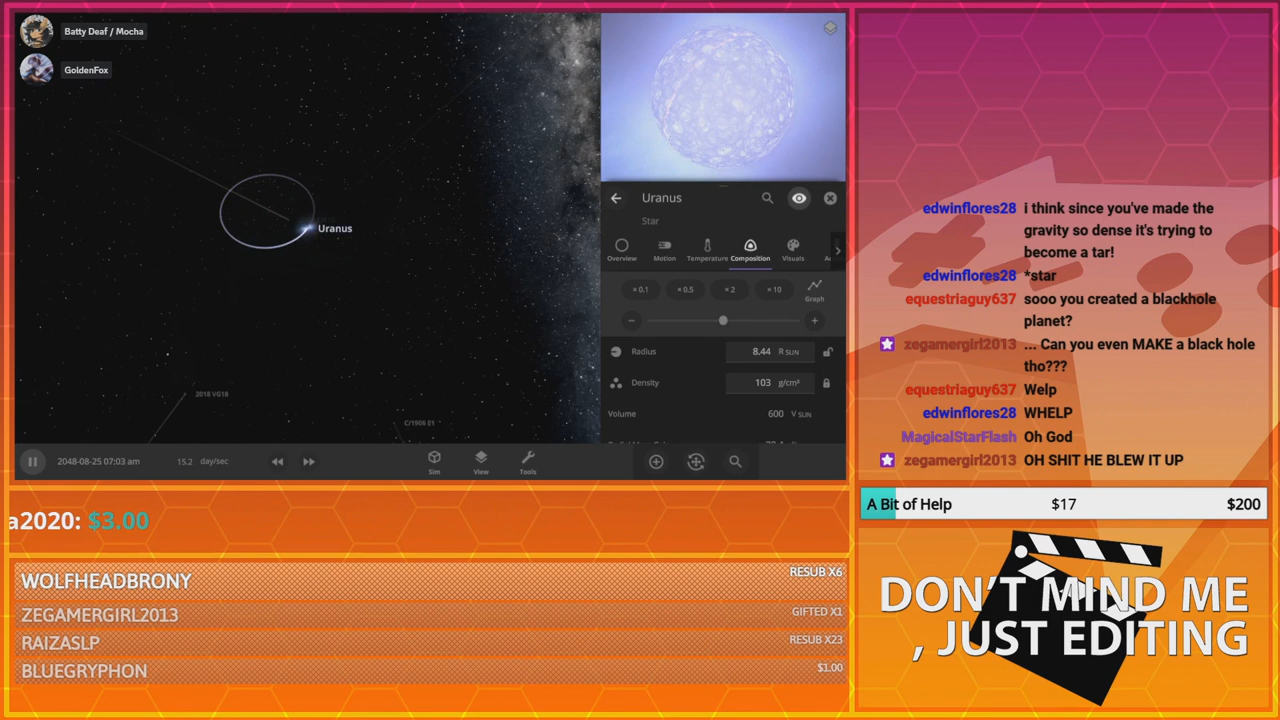 Batty Deaf / Mocha
GoldenFox
Uranus
2018 VG18
C/1906 E1
2048-08-25 07:03 am
15.2 day/sec
Sim
View
Tools
Uranus
Star
Overview
Motion
Temperature
Composition
Visuals
× 0.1
× 0.5
× 2
× 10
Graph
Radius 8.44 R SUN
Density 103 g/cm³
Volume 600 V SUN
edwinflores28 i think since you've made the
gravity so dense it's trying to
become a tar!
edwinflores28 *star
equestriaguy637 sooo you created a blackhole
planet?
zegamergirl2013 ... Can you even MAKE a black hole
tho???
equestriaguy637 Welp
edwinflores28 WHELP
MagicalStarFlash Oh God
zegamergirl2013 OH SHIT HE BLEW IT UP
A Bit of Help $17 $200
a2020: $3.00
WOLFHEADBRONY RESUB X6
ZEGAMERGIRL2013 GIFTED X1
RAIZASLP RESUB X23
BLUEGRYPHON $1.00
DON'T MIND ME
, JUST EDITING